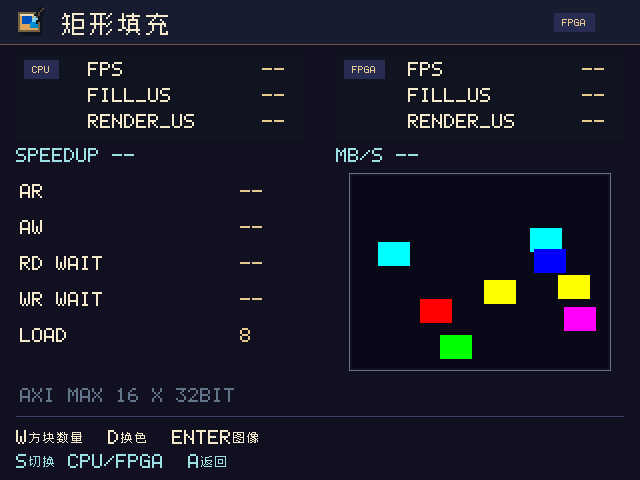 矩形填充 FPGA
CPU FPS -- FPGA FPS --
FILL_US -- FILL_US --
RENDER_US -- RENDER_US --
SPEEDUP -- MB/S --
AR --
AW --
RD WAIT --
WR WAIT --
LOAD 8
AXI MAX 16 X 32BIT
W方块数量 D换色 ENTER图像
S切换 CPU/FPGA A返回